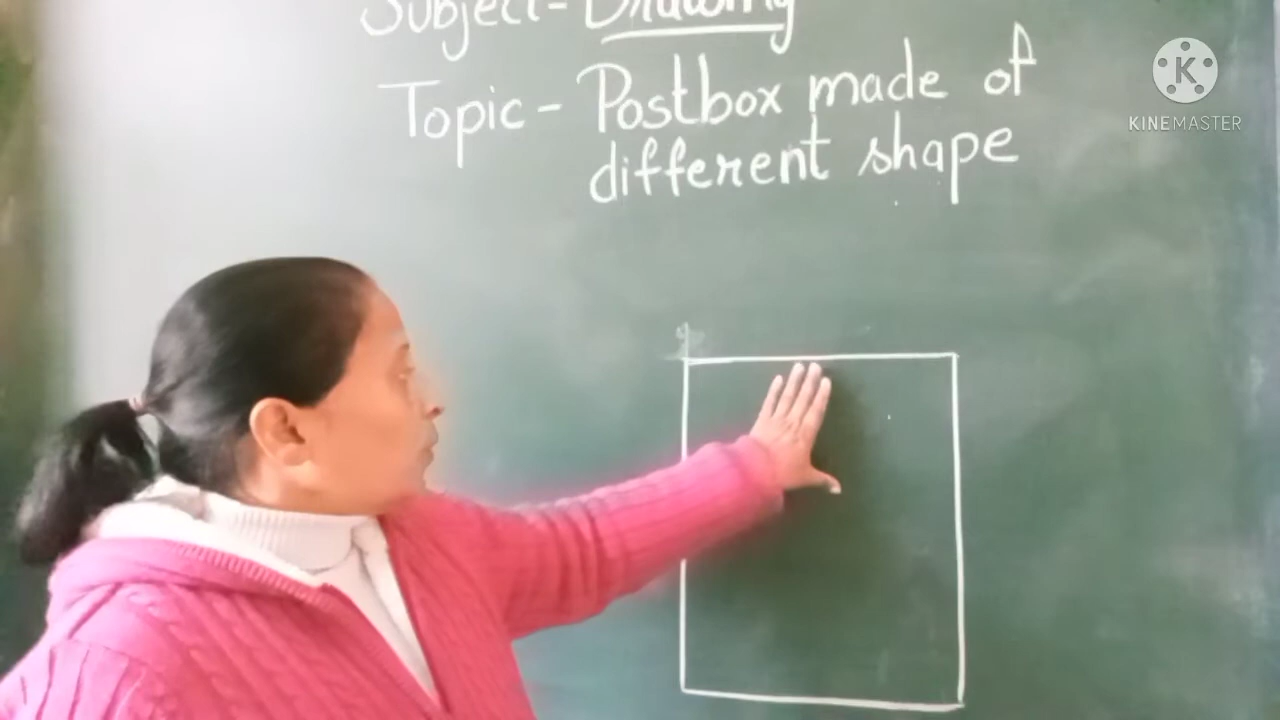 Subject- Drawing
Topic- Postbox made of
different shape
K
KINEMASTER